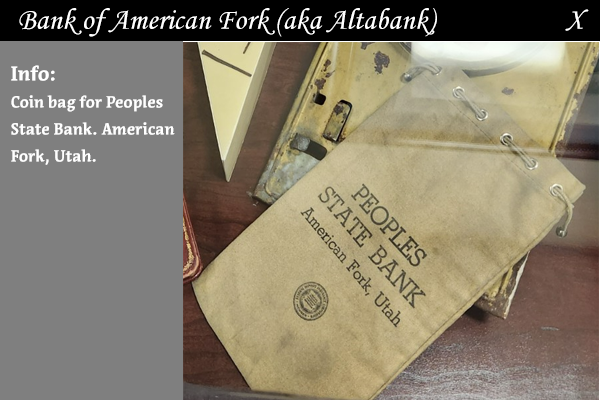 Bank of American Fork (aka Altabank)
X
Info:
Coin bag for Peoples
State Bank. American
Fork, Utah.
PEOPLES
STATE BANK
American Fork, Utah